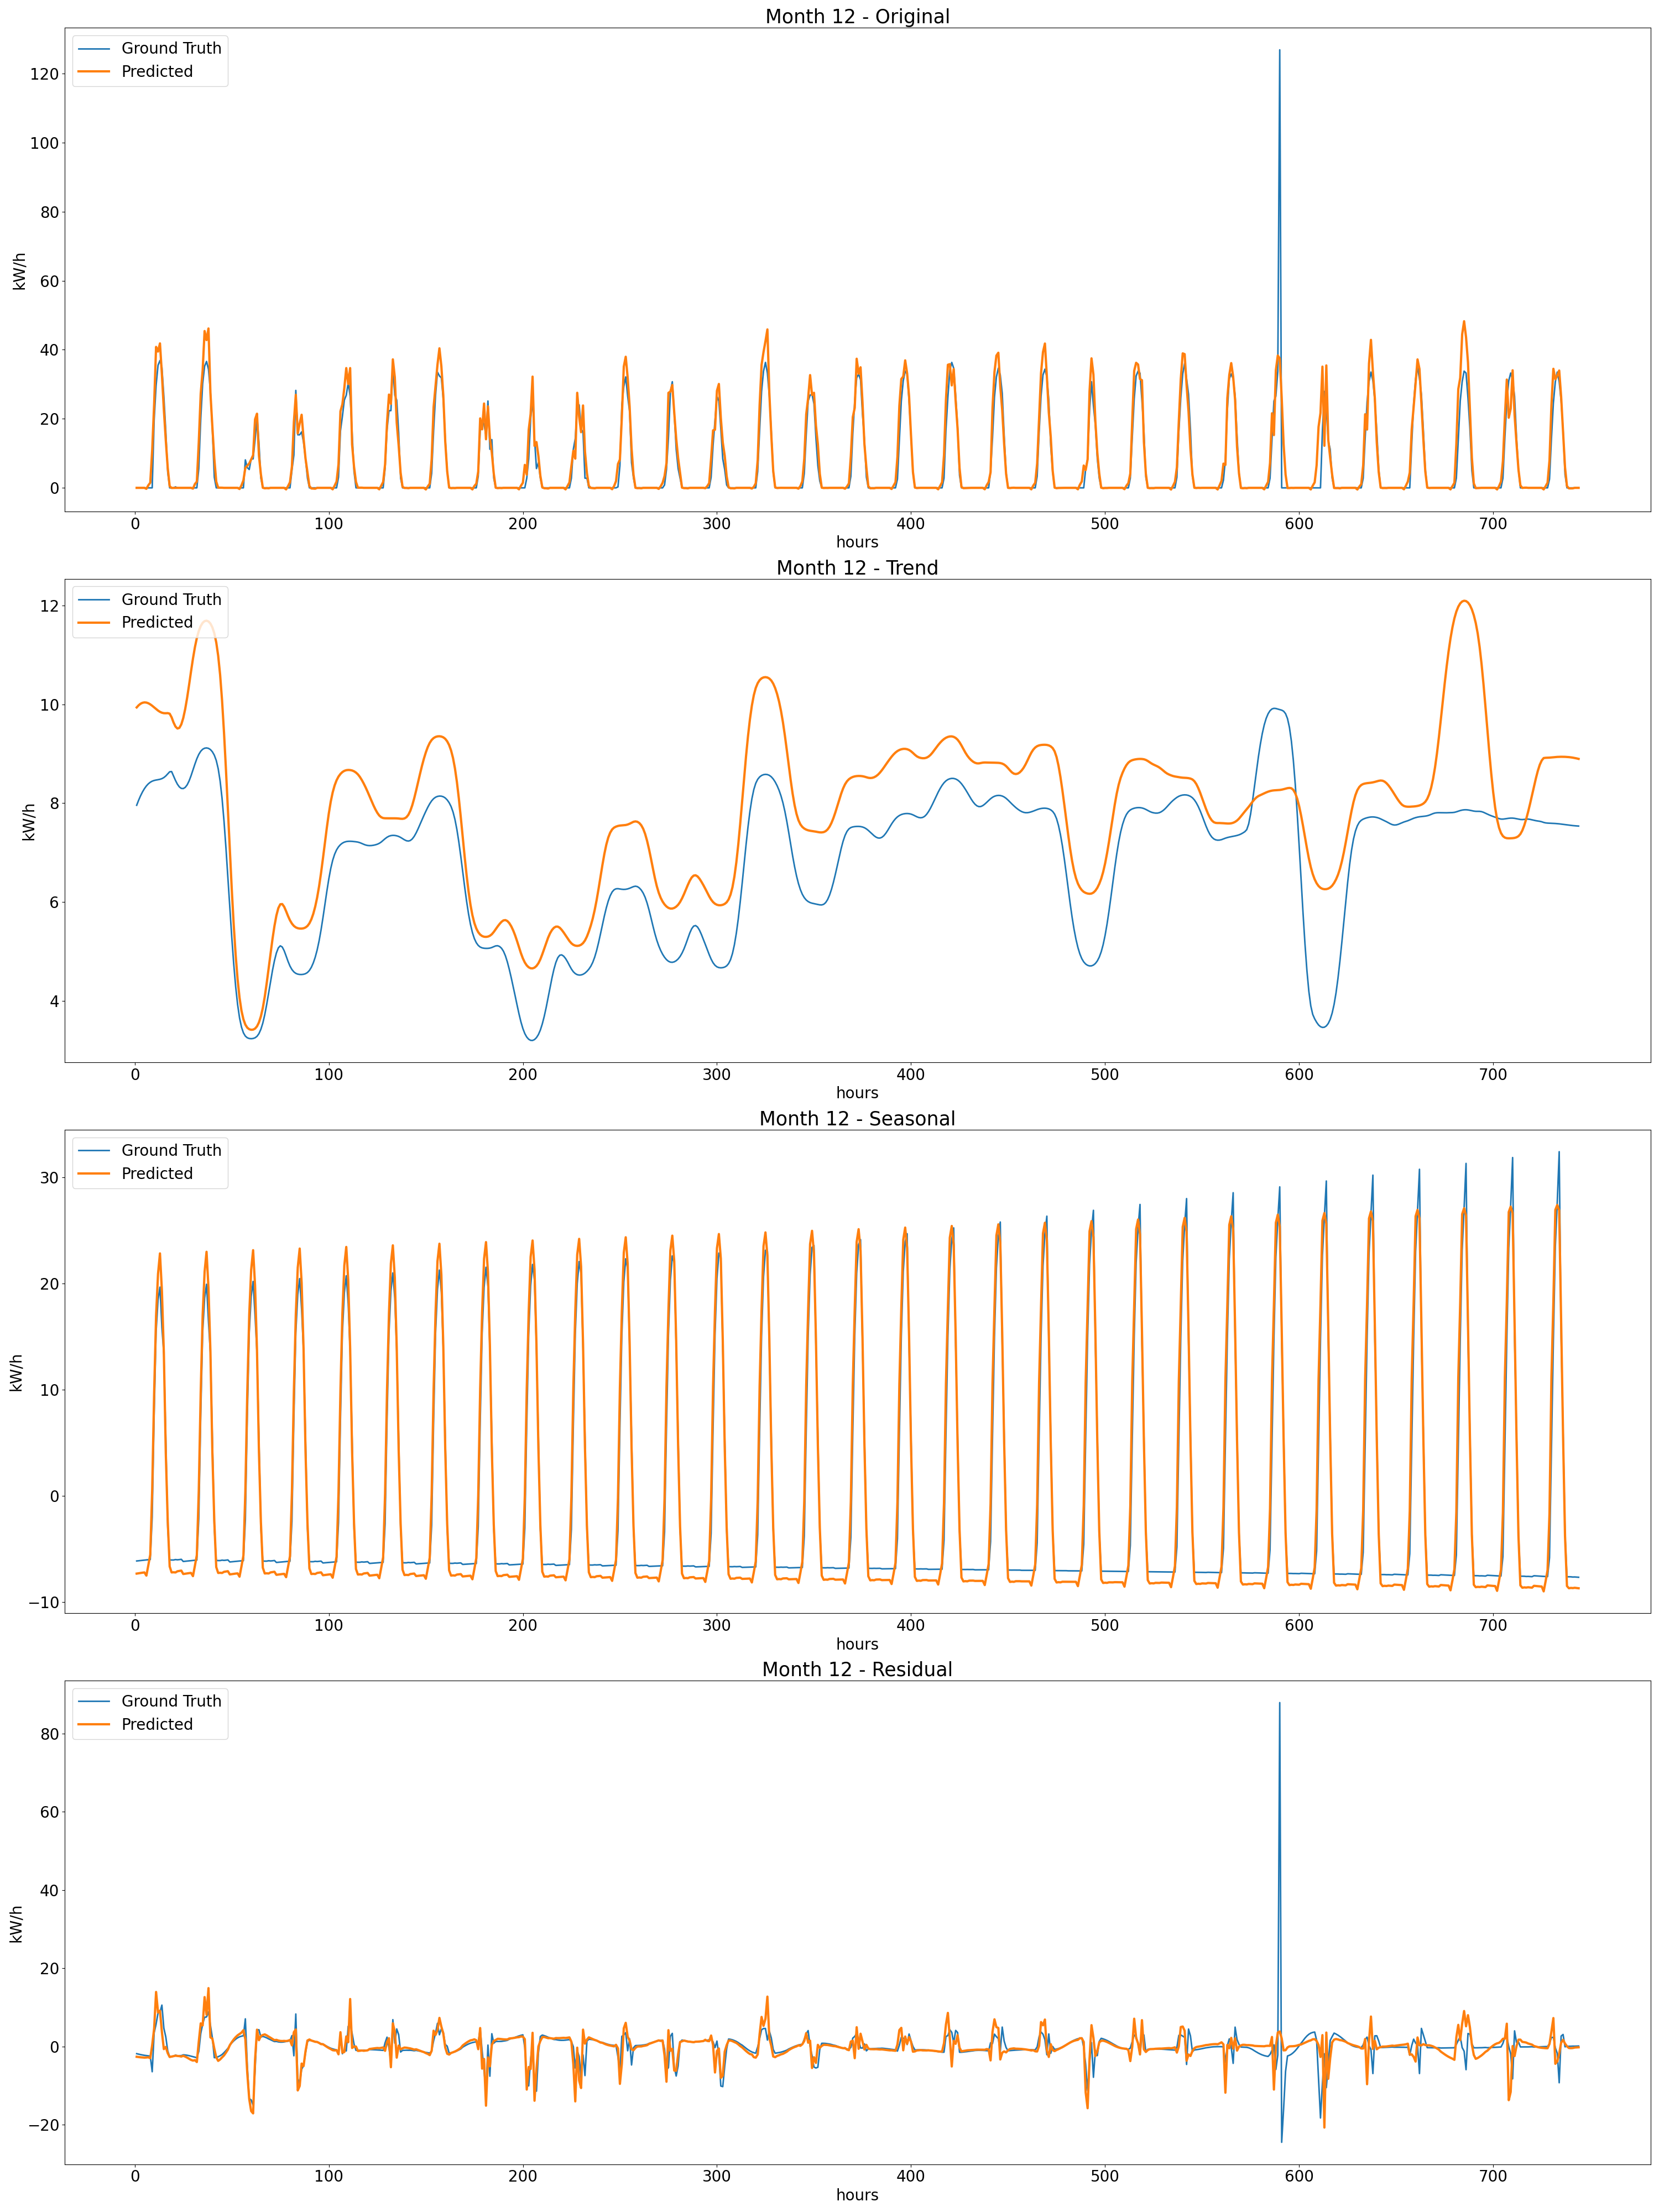 Month 12 - Original
Ground Truth
Predicted
120
100
80
60
40
20
0
kW/h
0 100 200 300 400 500 600 700
hours
Month 12 - Trend
Ground Truth
Predicted
12
10
8
6
4
kW/h
0 100 200 300 400 500 600 700
hours
Month 12 - Seasonal
Ground Truth
Predicted
30
20
10
0
−10
kW/h
0 100 200 300 400 500 600 700
hours
Month 12 - Residual
Ground Truth
Predicted
80
60
40
20
0
−20
kW/h
0 100 200 300 400 500 600 700
hours